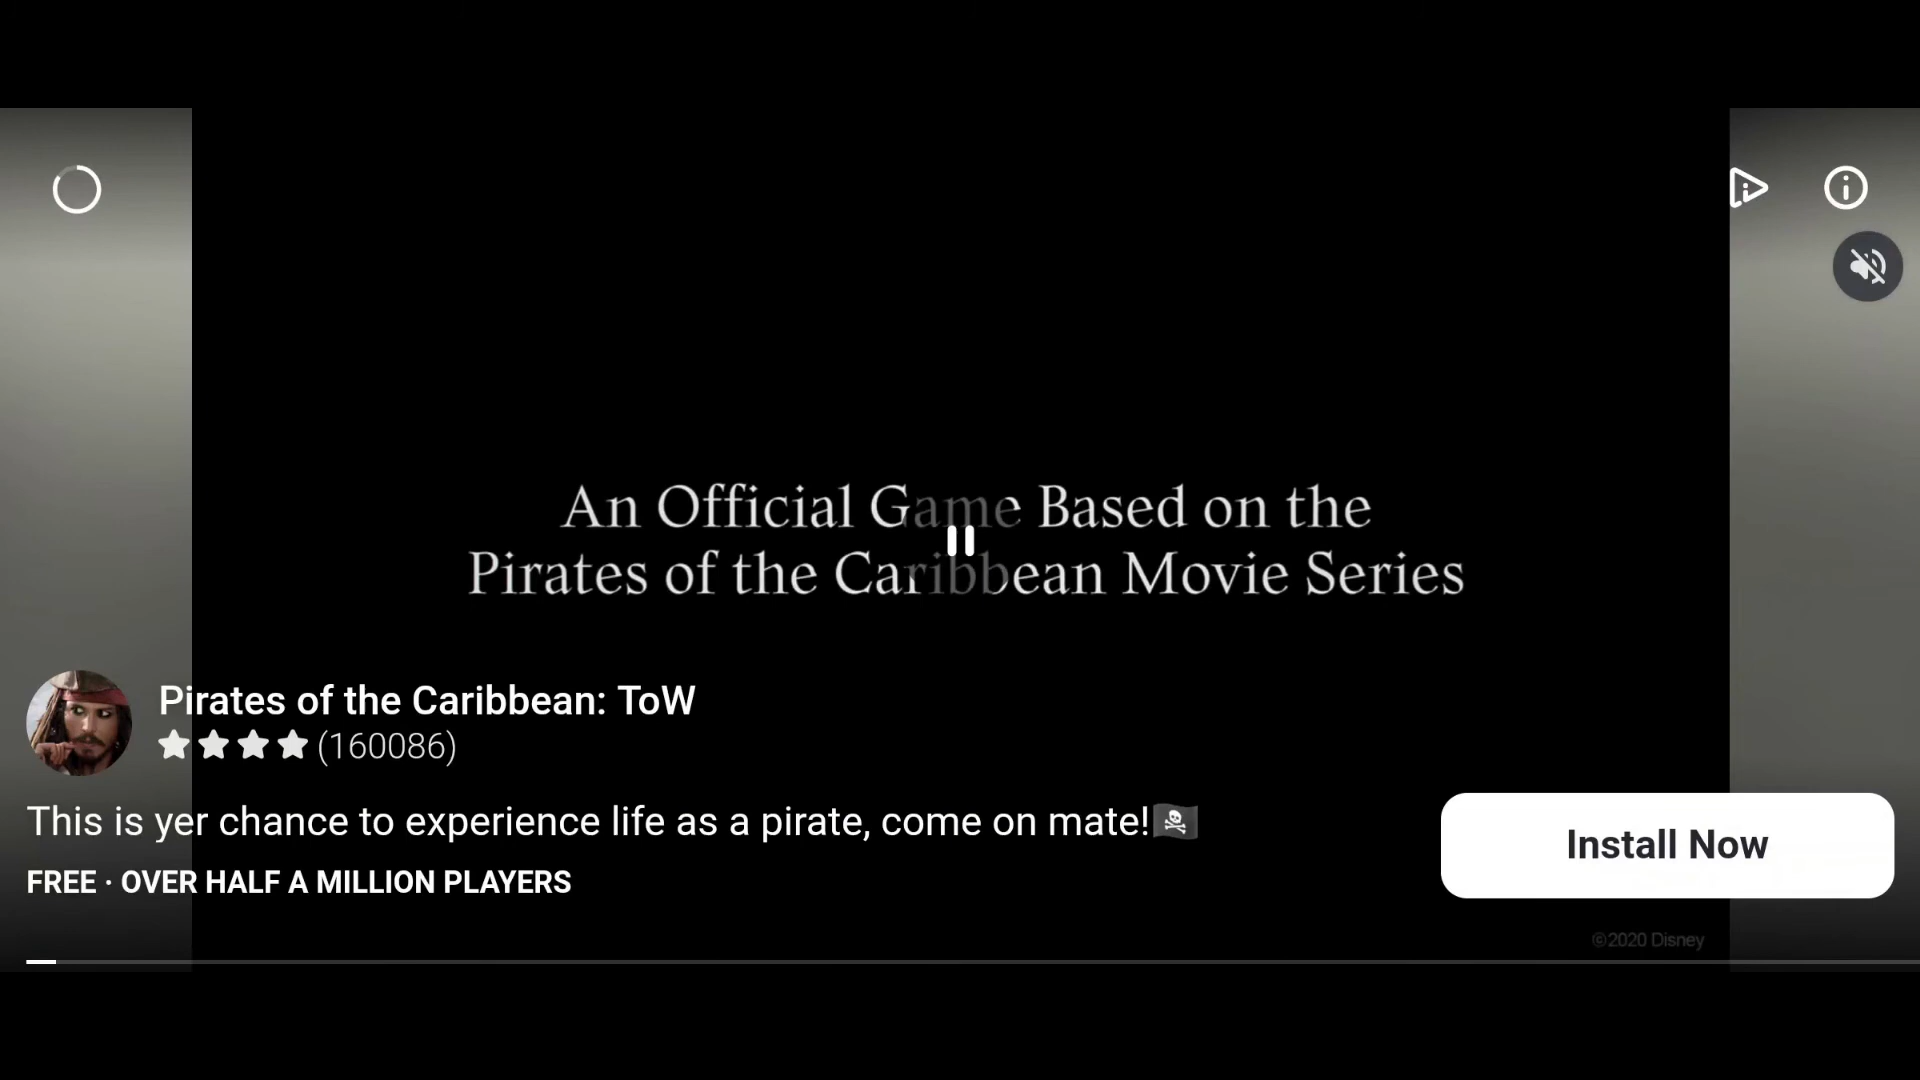 An Official Game Based on the
Pirates of the Caribbean Movie Series
Pirates of the Caribbean: ToW
(160086)
This is yer chance to experience life as a pirate, come on mate!🏴‍☠️
FREE · OVER HALF A MILLION PLAYERS
Install Now
©2020 Disney